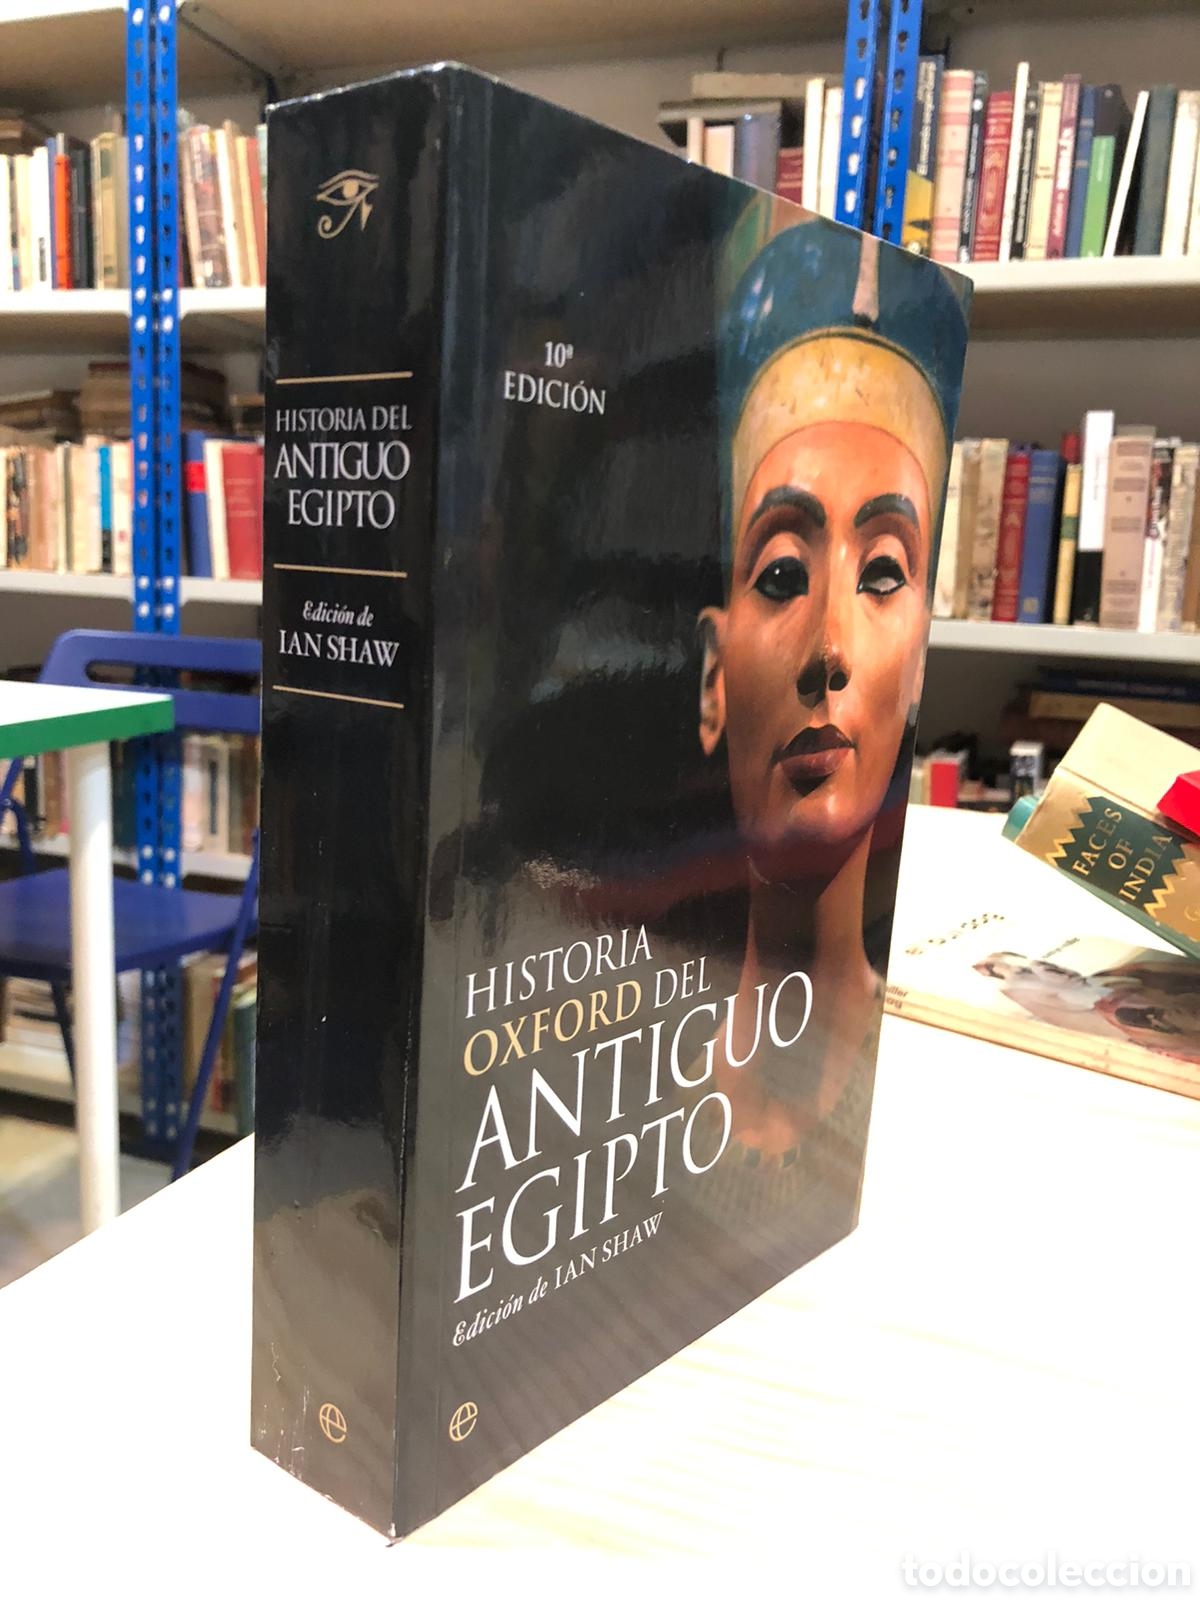 HISTORIA DEL
ANTIGUO
EGIPTO
Edición de
IAN SHAW
10ª
EDICIÓN
HISTORIA
OXFORD DEL
ANTIGUO
EGIPTO
Edición de IAN SHAW
FACES
OF
INDIA
todocoleccion